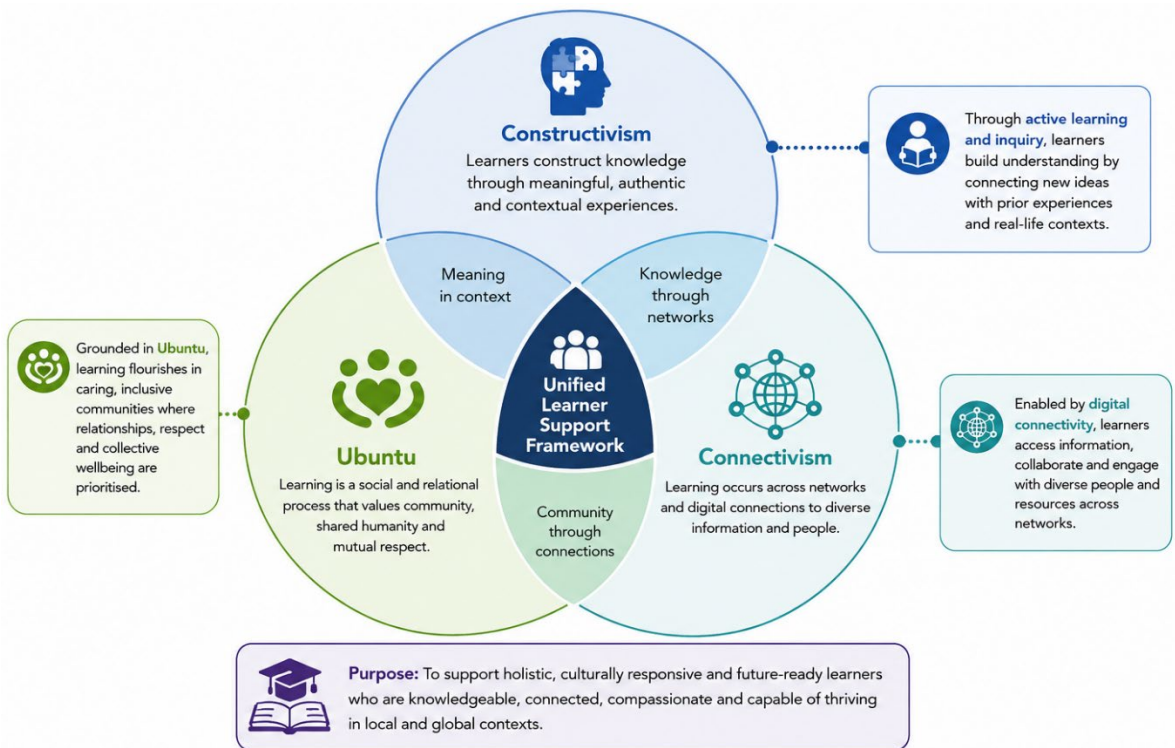 Constructivism
Learners construct knowledge
through meaningful, authentic
and contextual experiences.
Through active learning
and inquiry, learners
build understanding by
connecting new ideas
with prior experiences
and real-life contexts.
Meaning
in context
Knowledge
through
networks
Unified
Learner
Support
Framework
Grounded in Ubuntu,
learning flourishes in
caring, inclusive
communities where
relationships, respect
and collective
wellbeing are
prioritised.
Ubuntu
Learning is a social and relational
process that values community,
shared humanity and
mutual respect.
Community
through
connections
Connectivism
Learning occurs across networks
and digital connections to diverse
information and people.
Enabled by digital
connectivity, learners
access information,
collaborate and engage
with diverse people and
resources across
networks.
Purpose: To support holistic, culturally responsive and future-ready learners
who are knowledgeable, connected, compassionate and capable of thriving
in local and global contexts.